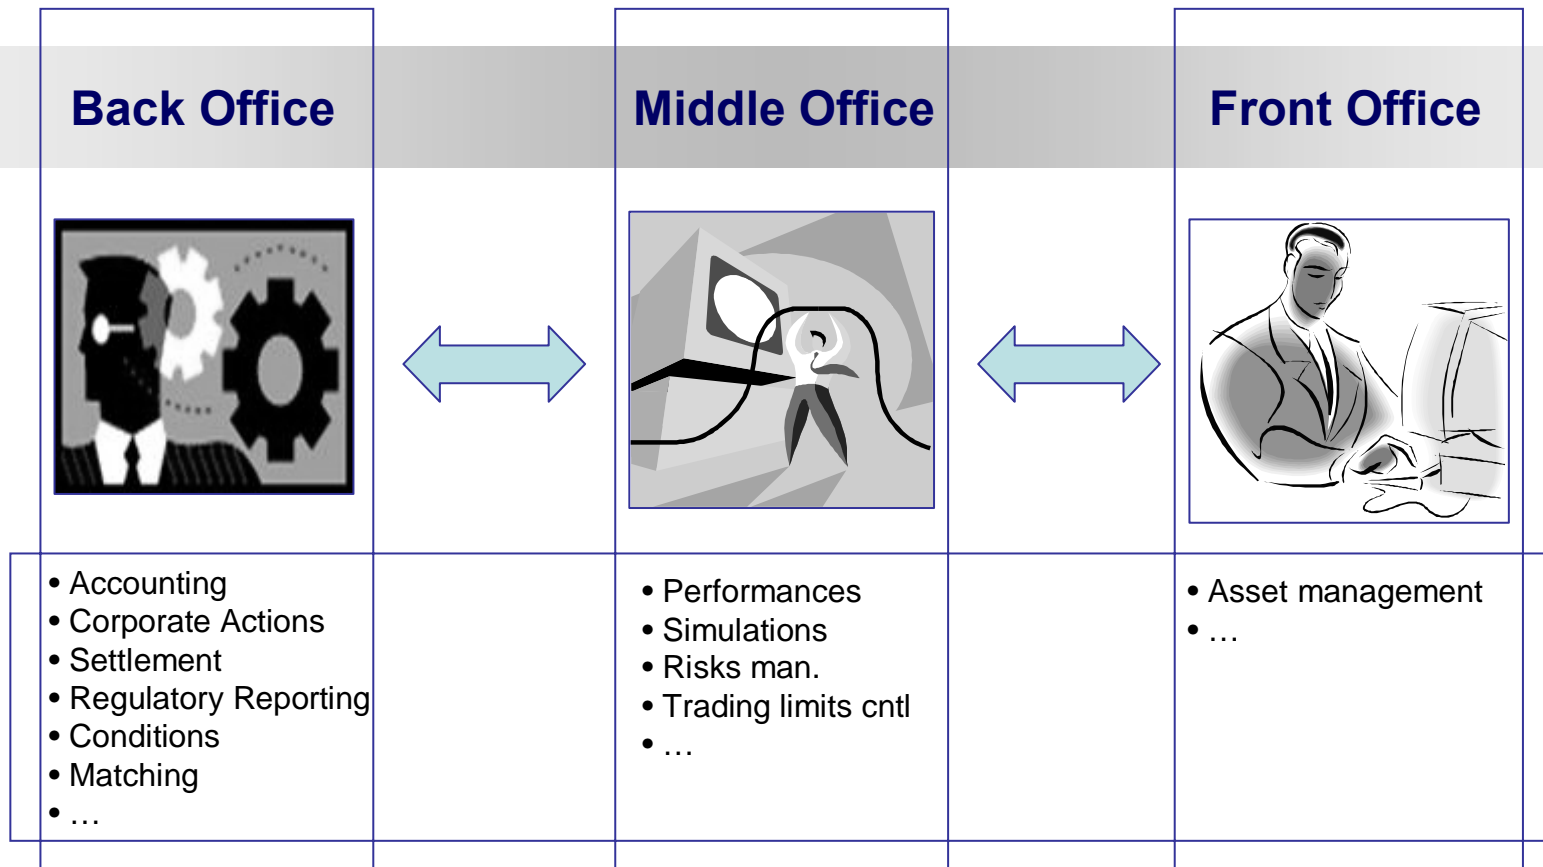 Back Office
Middle Office
Front Office
• Accounting
• Corporate Actions
• Settlement
• Regulatory Reporting
• Conditions
• Matching
• …
• Performances
• Simulations
• Risks man.
• Trading limits cntl
• …
• Asset management
• …